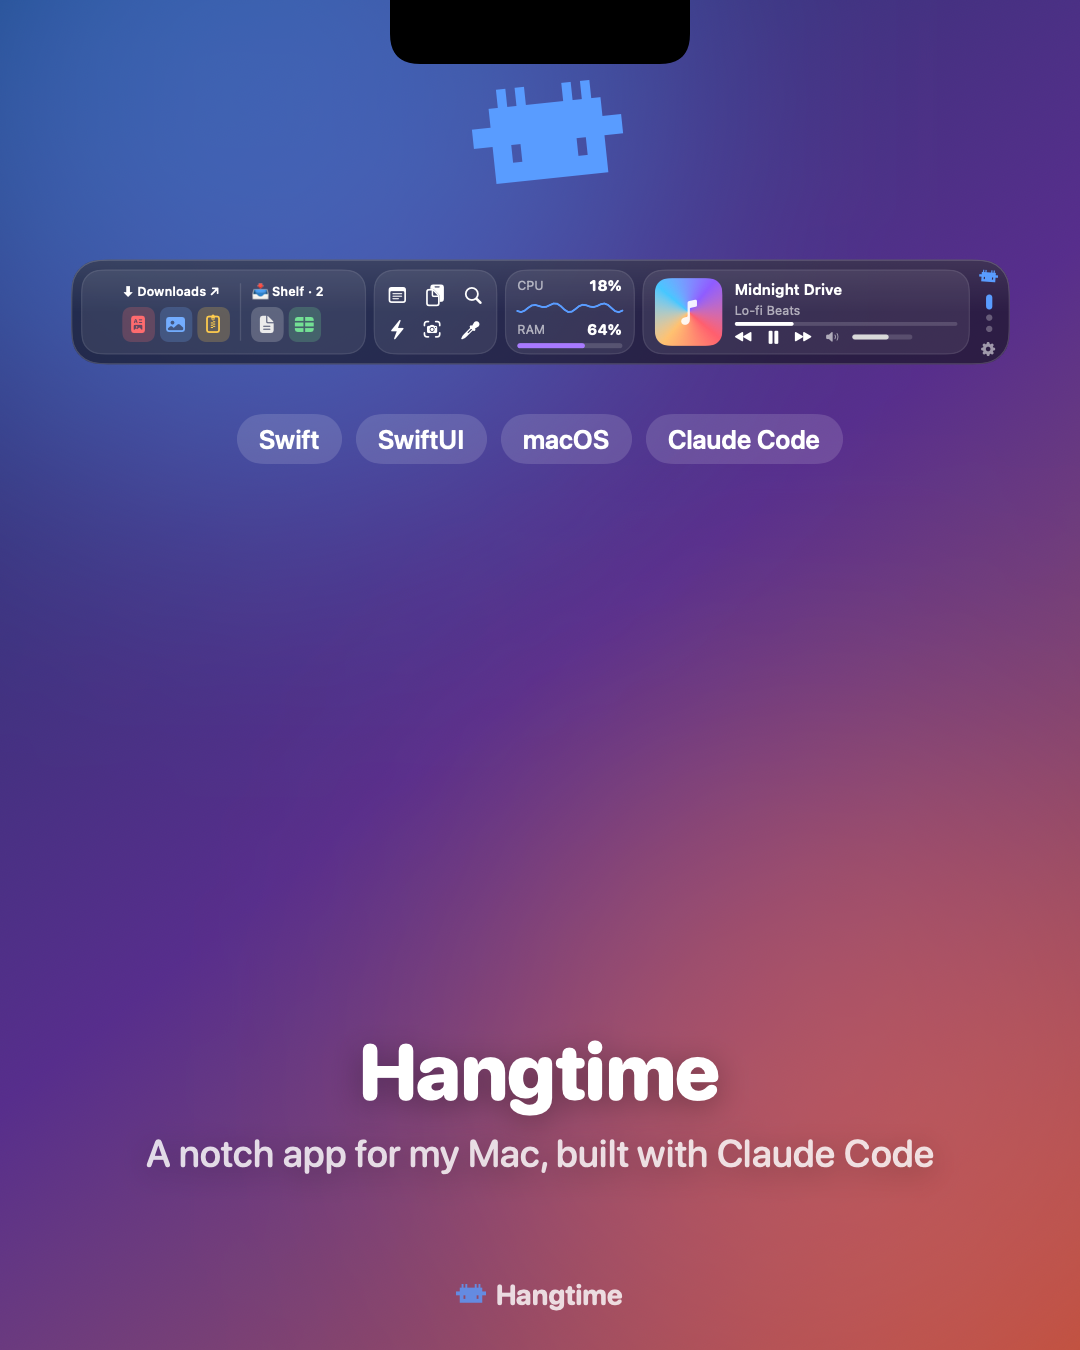 Downloads
Shelf · 2
CPU 18%
RAM 64%
Midnight Drive
Lo-fi Beats
Swift
SwiftUI
macOS
Claude Code
Hangtime
A notch app for my Mac, built with Claude Code
Hangtime